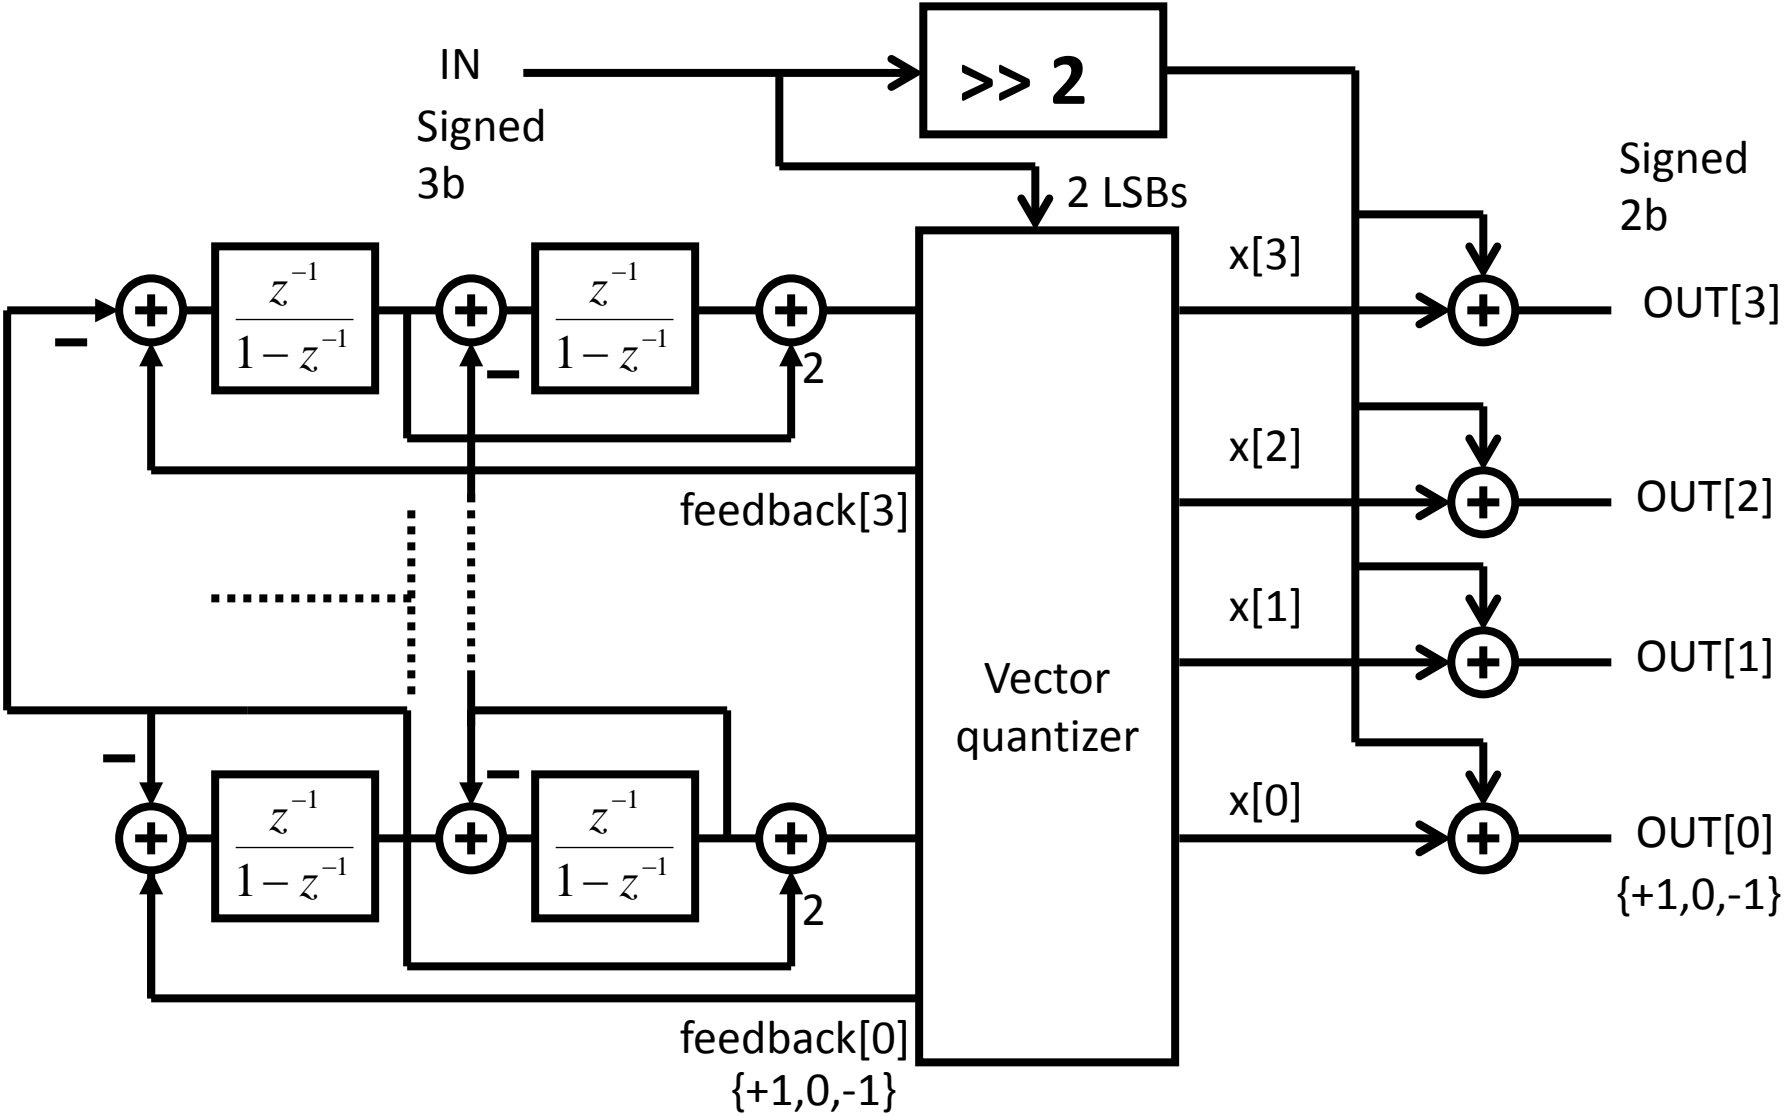 IN
>> 2
Signed
3b
2 LSBs
Signed
2b
z⁻¹
1 − z⁻¹
+
−
z⁻¹
1 − z⁻¹
+
−
+
2
x[3]
+
OUT[3]
feedback[3]
x[2]
+
OUT[2]
x[1]
+
OUT[1]
Vector
quantizer
−
+
z⁻¹
1 − z⁻¹
−
+
z⁻¹
1 − z⁻¹
+
2
x[0]
+
OUT[0]
{+1,0,-1}
feedback[0]
{+1,0,-1}